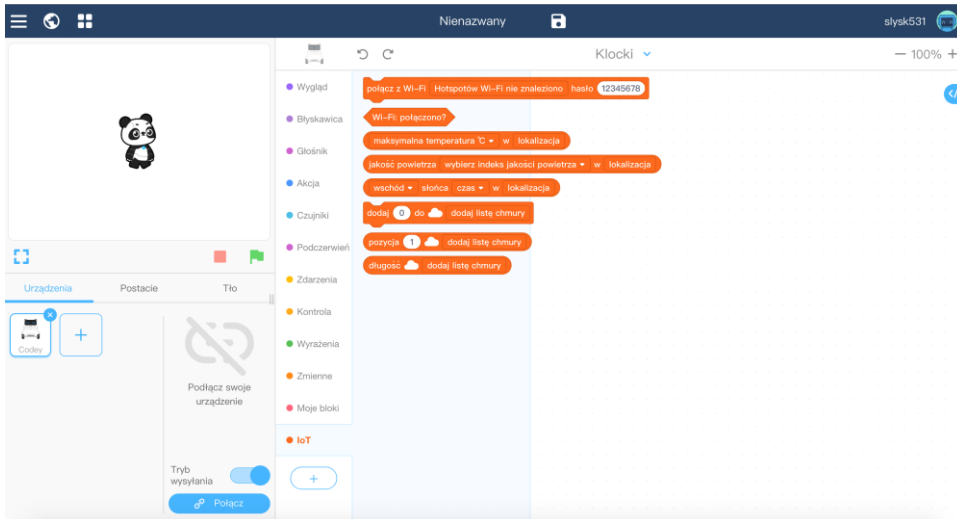 Nienazwany
slysk531
Klocki
100%
Wygląd
Błyskawica
Głośnik
Akcja
Czujniki
Podczerwień
Zdarzenia
Kontrola
Wyrażenia
Zmienne
Moje bloki
IoT
połącz z Wi-Fi Hotspotów Wi-Fi nie znaleziono hasło 12345678
Wi-Fi: połączono?
maksymalna temperatura °C w lokalizacja
jakość powietrza wybierz indeks jakości powietrza w lokalizacja
wschód słońca czas w lokalizacja
dodaj 0 do dodaj listę chmury
pozycja 1 dodaj listę chmury
długość dodaj listę chmury
Urządzenia Postacie Tło
Codey
Podłącz swoje
urządzenie
Tryb
wysyłania
Połącz